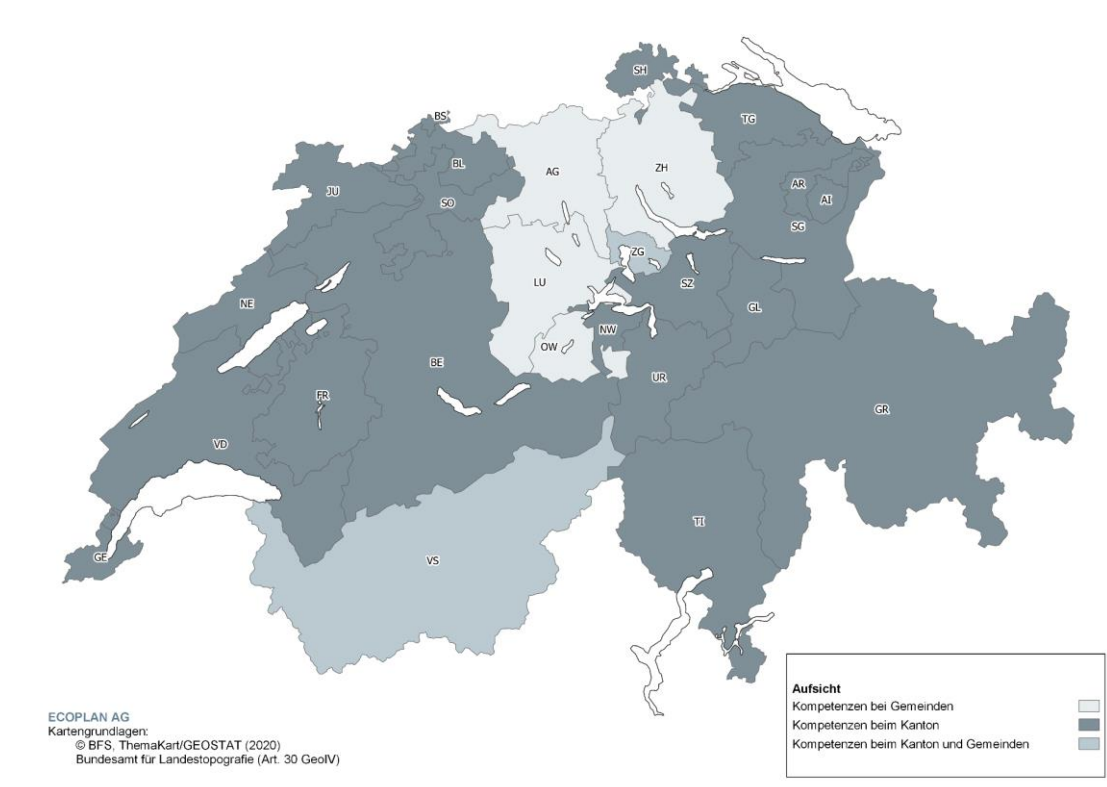 SH
BS
TG
BL
ZH
AG
JU
AR
AI
SO
SG
ZG
LU
SZ
NE
GL
NW
OW
BE
UR
FR
GR
VD
TI
GE
VS
Aufsicht
Kompetenzen bei Gemeinden
Kompetenzen beim Kanton
Kompetenzen beim Kanton und Gemeinden
ECOPLAN AG
Kartengrundlagen:
© BFS, ThemaKart/GEOSTAT (2020)
Bundesamt für Landestopografie (Art. 30 GeoIV)